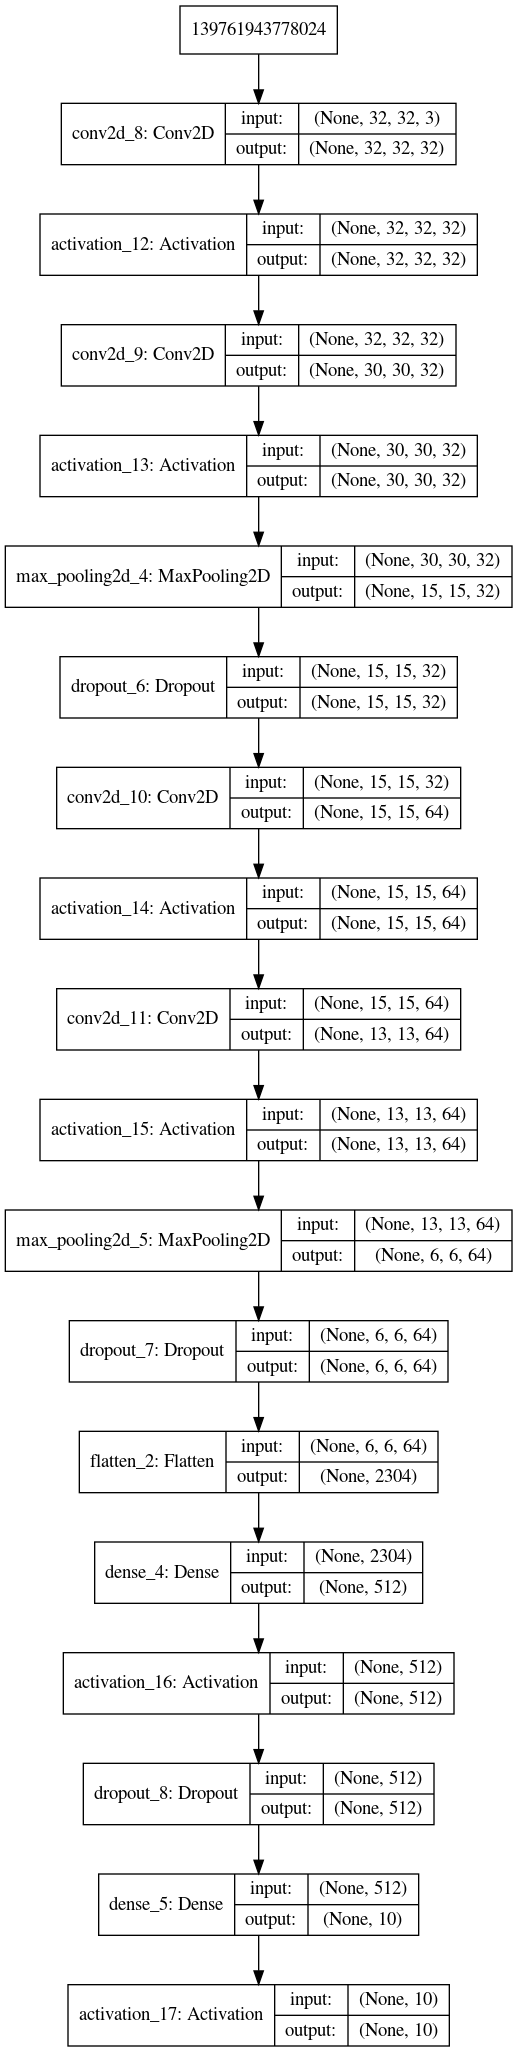 139761943778024
conv2d_8: Conv2D
input: (None, 32, 32, 3)
output: (None, 32, 32, 32)
activation_12: Activation
input: (None, 32, 32, 32)
output: (None, 32, 32, 32)
conv2d_9: Conv2D
input: (None, 32, 32, 32)
output: (None, 30, 30, 32)
activation_13: Activation
input: (None, 30, 30, 32)
output: (None, 30, 30, 32)
max_pooling2d_4: MaxPooling2D
input: (None, 30, 30, 32)
output: (None, 15, 15, 32)
dropout_6: Dropout
input: (None, 15, 15, 32)
output: (None, 15, 15, 32)
conv2d_10: Conv2D
input: (None, 15, 15, 32)
output: (None, 15, 15, 64)
activation_14: Activation
input: (None, 15, 15, 64)
output: (None, 15, 15, 64)
conv2d_11: Conv2D
input: (None, 15, 15, 64)
output: (None, 13, 13, 64)
activation_15: Activation
input: (None, 13, 13, 64)
output: (None, 13, 13, 64)
max_pooling2d_5: MaxPooling2D
input: (None, 13, 13, 64)
output: (None, 6, 6, 64)
dropout_7: Dropout
input: (None, 6, 6, 64)
output: (None, 6, 6, 64)
flatten_2: Flatten
input: (None, 6, 6, 64)
output: (None, 2304)
dense_4: Dense
input: (None, 2304)
output: (None, 512)
activation_16: Activation
input: (None, 512)
output: (None, 512)
dropout_8: Dropout
input: (None, 512)
output: (None, 512)
dense_5: Dense
input: (None, 512)
output: (None, 10)
activation_17: Activation
input: (None, 10)
output: (None, 10)